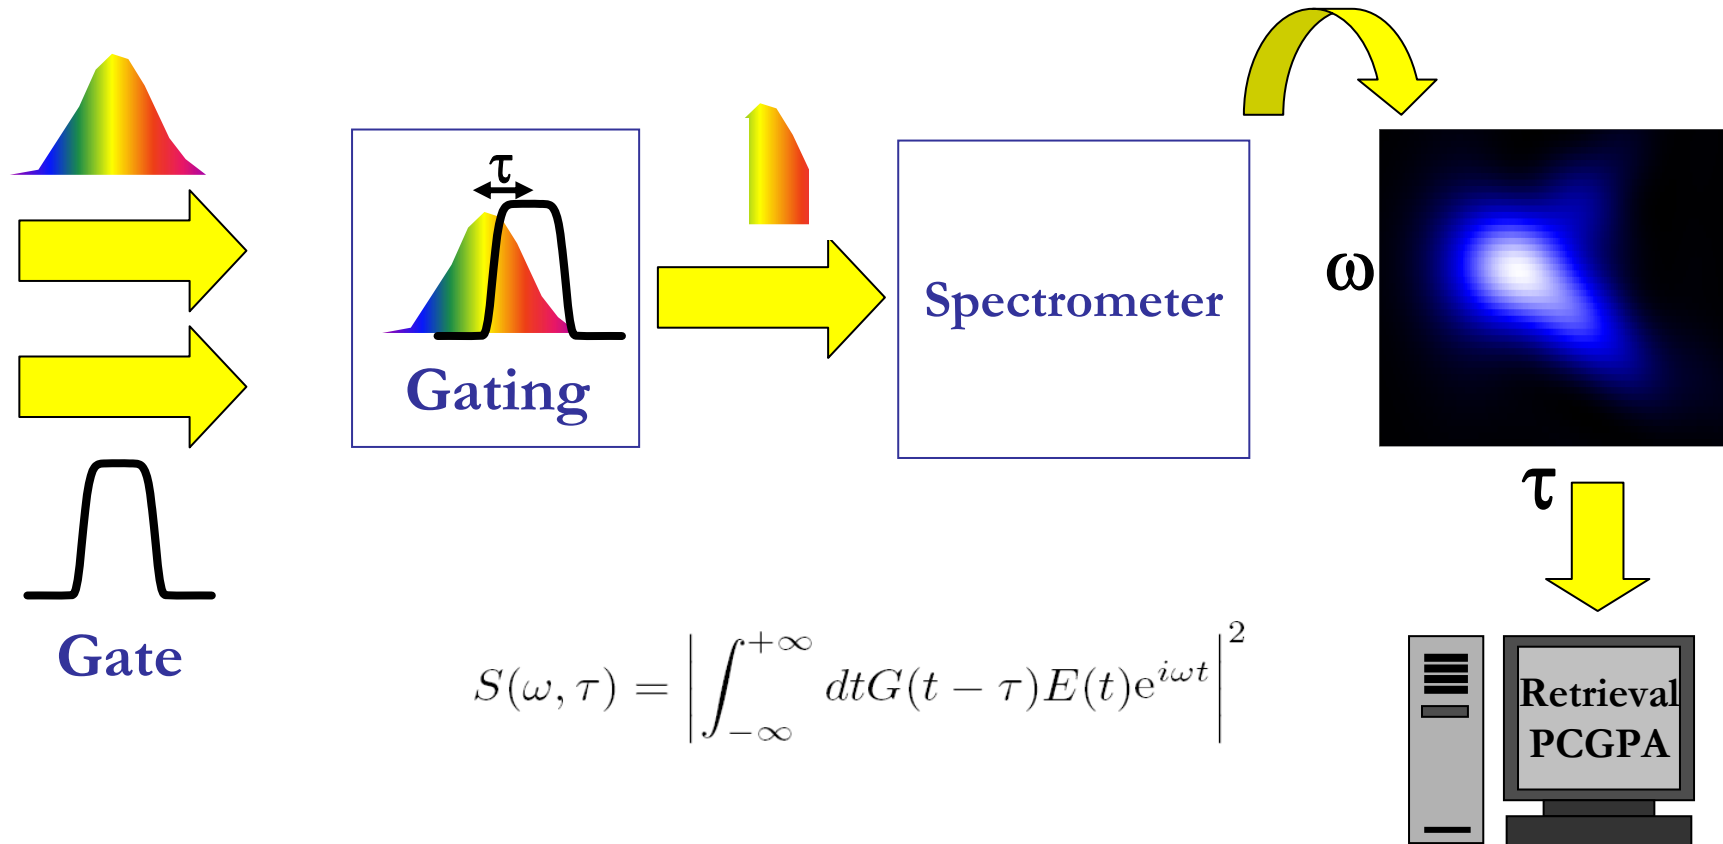 τ
Gating
Spectrometer
ω
τ
Gate
S(ω, τ) = |∫_{−∞}^{+∞} dtG(t − τ)E(t)e^{iωt}|^2
Retrieval
PCGPA